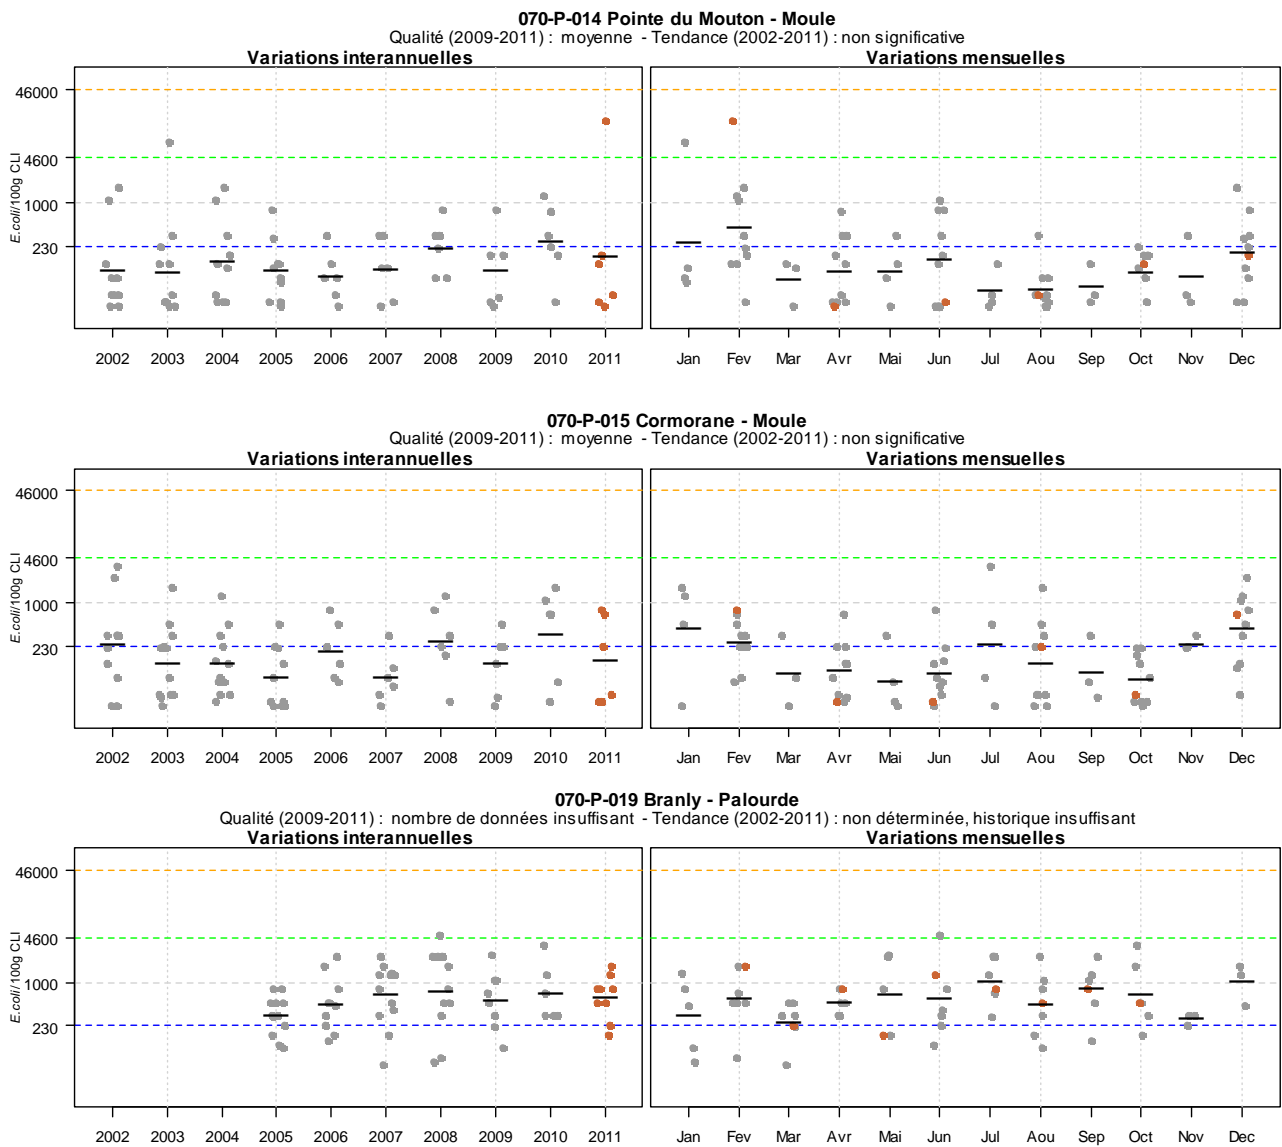 070-P-014 Pointe du Mouton - Moule
Qualité (2009-2011) : moyenne - Tendance (2002-2011) : non significative
Variations interannuelles
Variations mensuelles
E.coli/100g CLI
46000
4600
1000
230
2002 2003 2004 2005 2006 2007 2008 2009 2010 2011
Jan Fev Mar Avr Mai Jun Jul Aou Sep Oct Nov Dec
070-P-015 Cormorane - Moule
Qualité (2009-2011) : moyenne - Tendance (2002-2011) : non significative
Variations interannuelles
Variations mensuelles
E.coli/100g CLI
46000
4600
1000
230
2002 2003 2004 2005 2006 2007 2008 2009 2010 2011
Jan Fev Mar Avr Mai Jun Jul Aou Sep Oct Nov Dec
070-P-019 Branly - Palourde
Qualité (2009-2011) : nombre de données insuffisant - Tendance (2002-2011) : non déterminée, historique insuffisant
Variations interannuelles
Variations mensuelles
E.coli/100g CLI
46000
4600
1000
230
2002 2003 2004 2005 2006 2007 2008 2009 2010 2011
Jan Fev Mar Avr Mai Jun Jul Aou Sep Oct Nov Dec